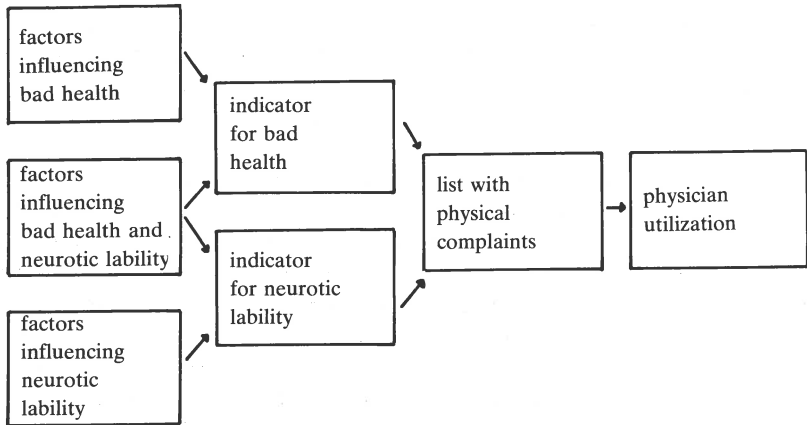 factors
influencing
bad health
factors
influencing
bad health and
neurotic lability
factors
influencing
neurotic
lability
indicator
for bad
health
indicator
for neurotic
lability
list with
physical
complaints
physician
utilization